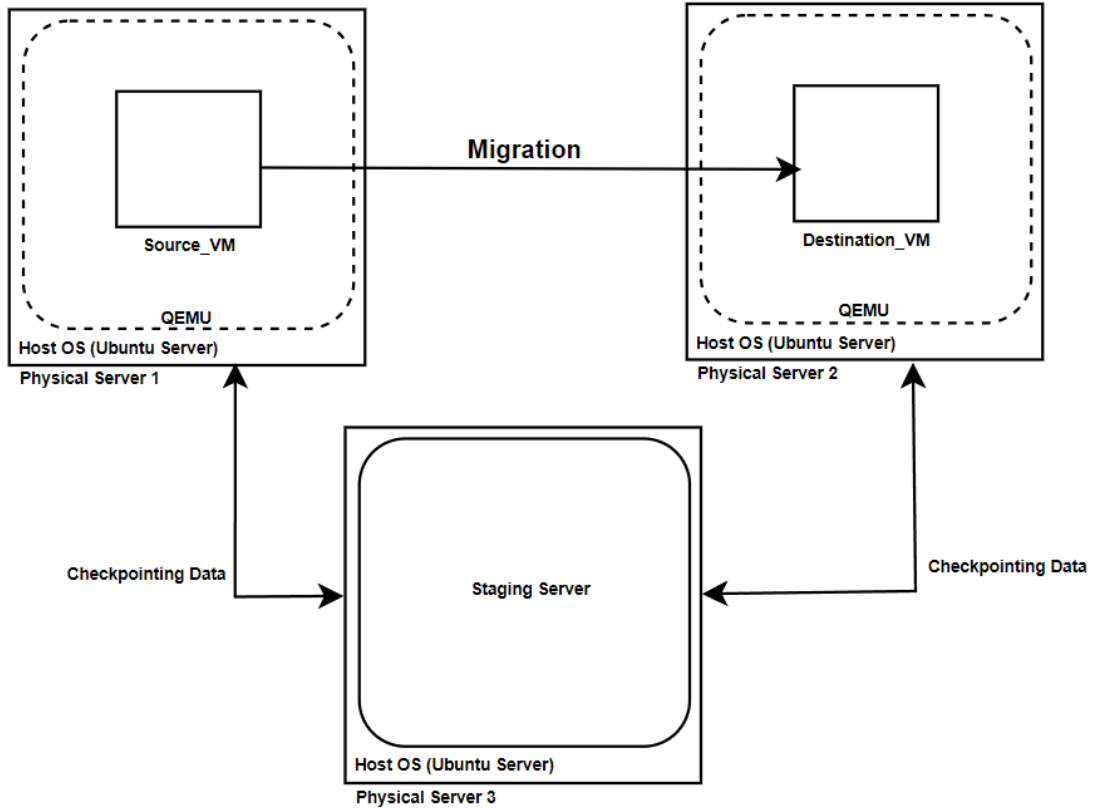 Migration
Source_VM
Destination_VM
QEMU
QEMU
Host OS (Ubuntu Server)
Host OS (Ubuntu Server)
Physical Server 1
Physical Server 2
Checkpointing Data
Checkpointing Data
Staging Server
Host OS (Ubuntu Server)
Physical Server 3